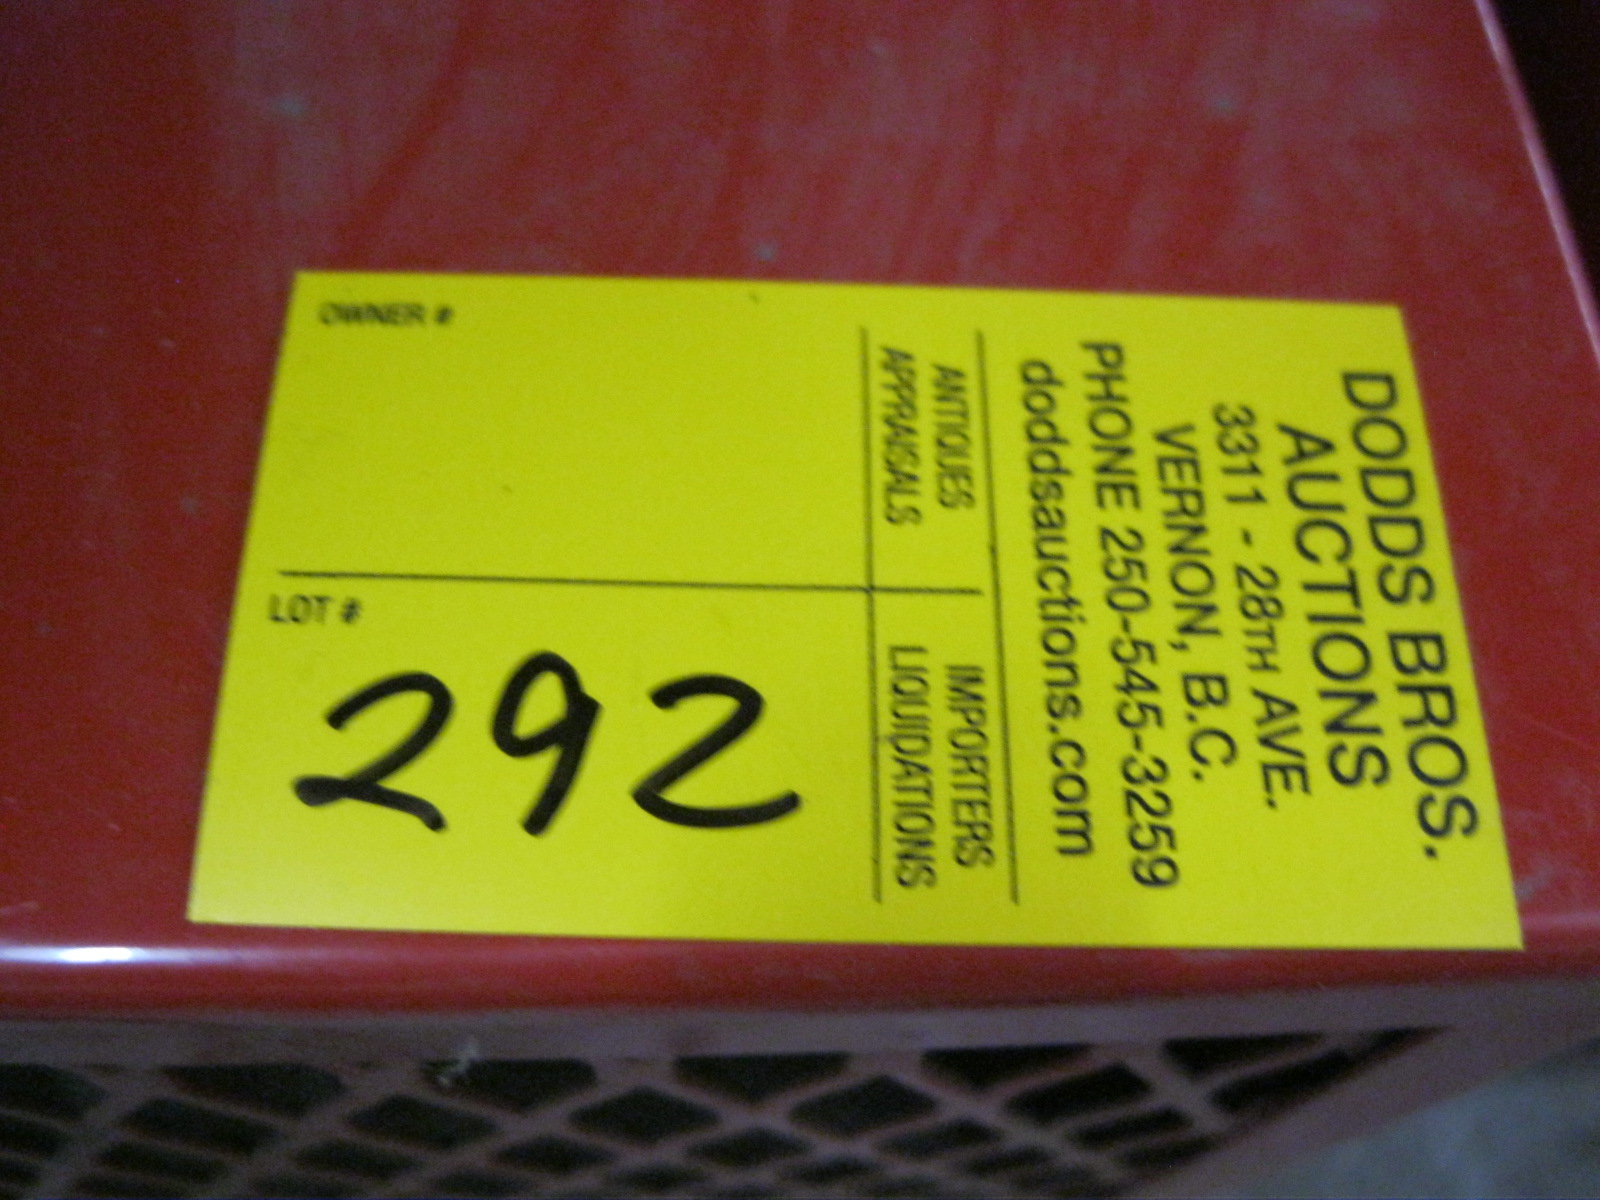 DODDS BROS.
AUCTIONS
3311 - 28TH AVE.
VERNON, B.C.
PHONE 250-545-3259
doddsauctions.com
ANTIQUES IMPORTERS
APPRAISALS LIQUIDATIONS
OWNER #
LOT #
292